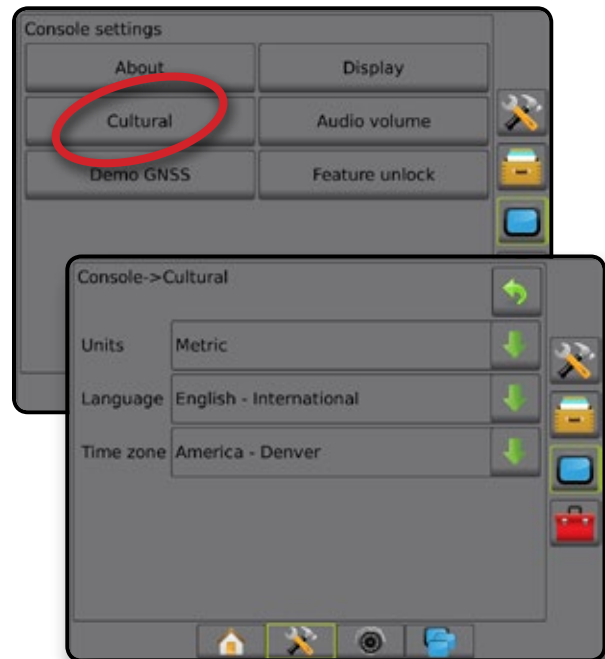 Console settings
About Display
Cultural Audio volume
Demo GNSS Feature unlock
Console->Cultural
Units Metric
Language English - International
Time zone America - Denver